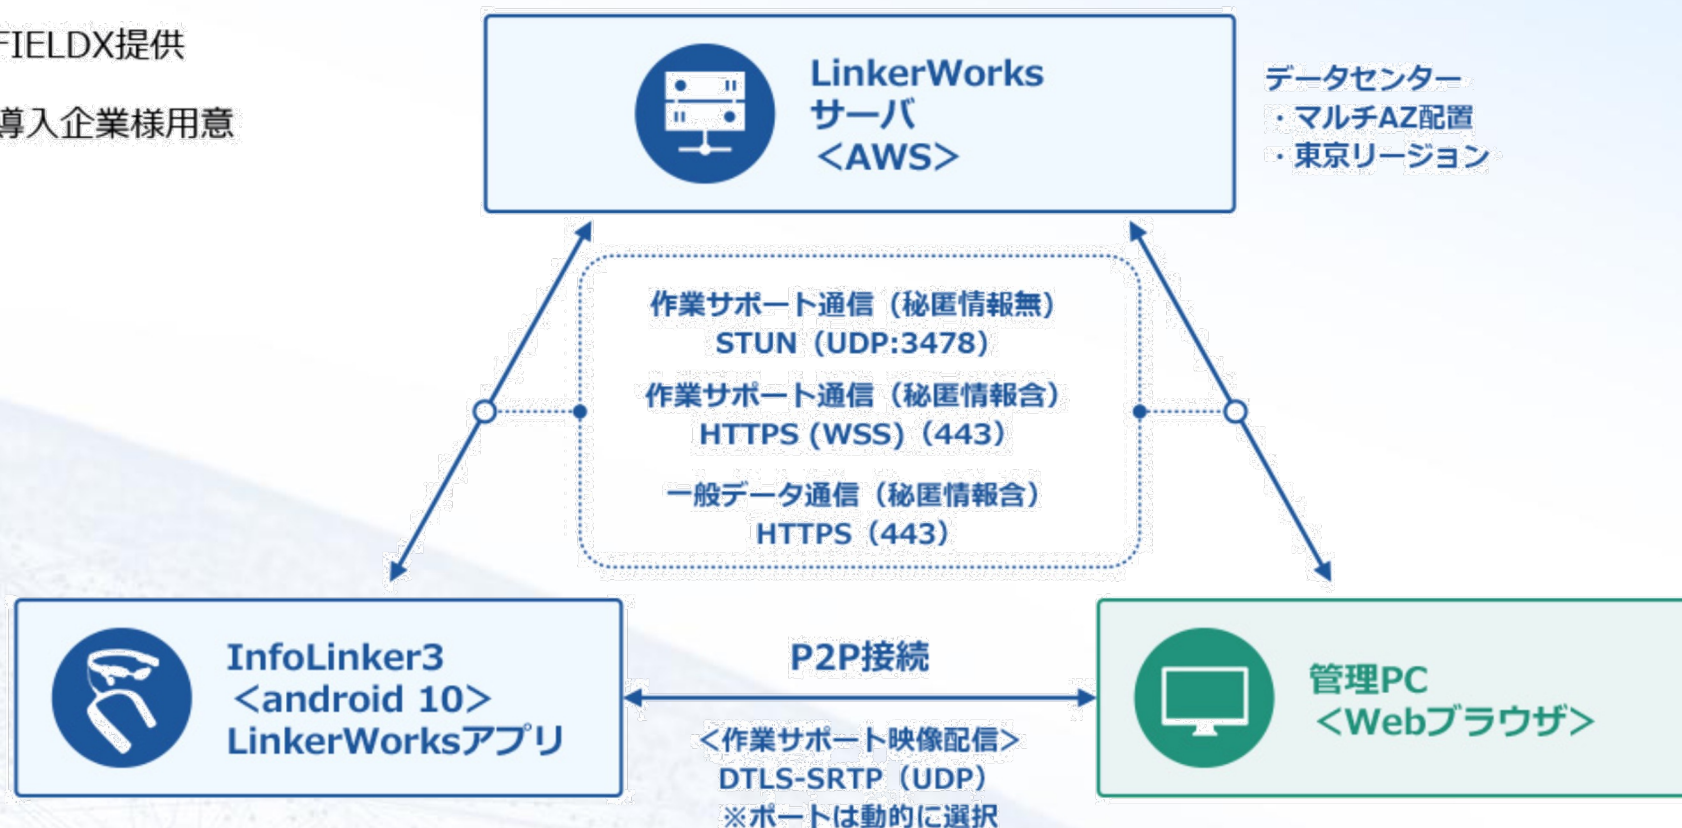 FIELDX提供
導入企業様用意
LinkerWorks
サーバ
＜AWS＞
データセンター
・マルチAZ配置
・東京リージョン
作業サポート通信（秘匿情報無）
STUN（UDP:3478）
作業サポート通信（秘匿情報含）
HTTPS (WSS)（443）
一般データ通信（秘匿情報含）
HTTPS（443）
InfoLinker3
＜android 10＞
LinkerWorksアプリ
P2P接続
＜作業サポート映像配信＞
DTLS-SRTP（UDP）
※ポートは動的に選択
管理PC
＜Webブラウザ＞